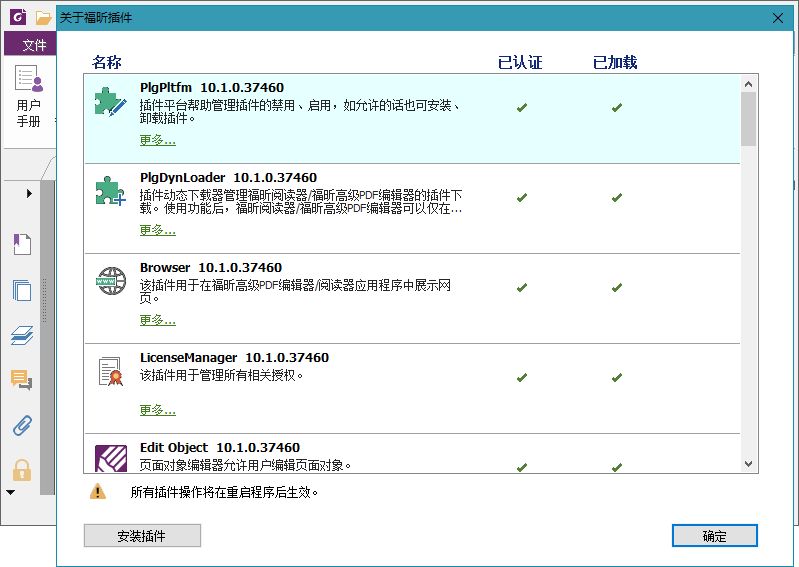 关于福昕插件
文件
用户
手册
名称
已认证
已加载
PlgPltfm 10.1.0.37460
插件平台帮助管理插件的禁用、启用，如允许的话也可安装、
卸载插件。
更多...
PlgDynLoader 10.1.0.37460
插件动态下载器管理福昕阅读器/福昕高级PDF编辑器的插件下
载。使用功能后，福昕阅读器/福昕高级PDF编辑器可以仅在...
更多...
Browser 10.1.0.37460
该插件用于在福昕高级PDF编辑器/阅读器应用程序中展示网
页。
更多...
LicenseManager 10.1.0.37460
该插件用于管理所有相关授权。
更多...
Edit Object 10.1.0.37460
页面对象编辑器允许用户编辑页面对象。
所有插件操作将在重启程序后生效。
安装插件
确定